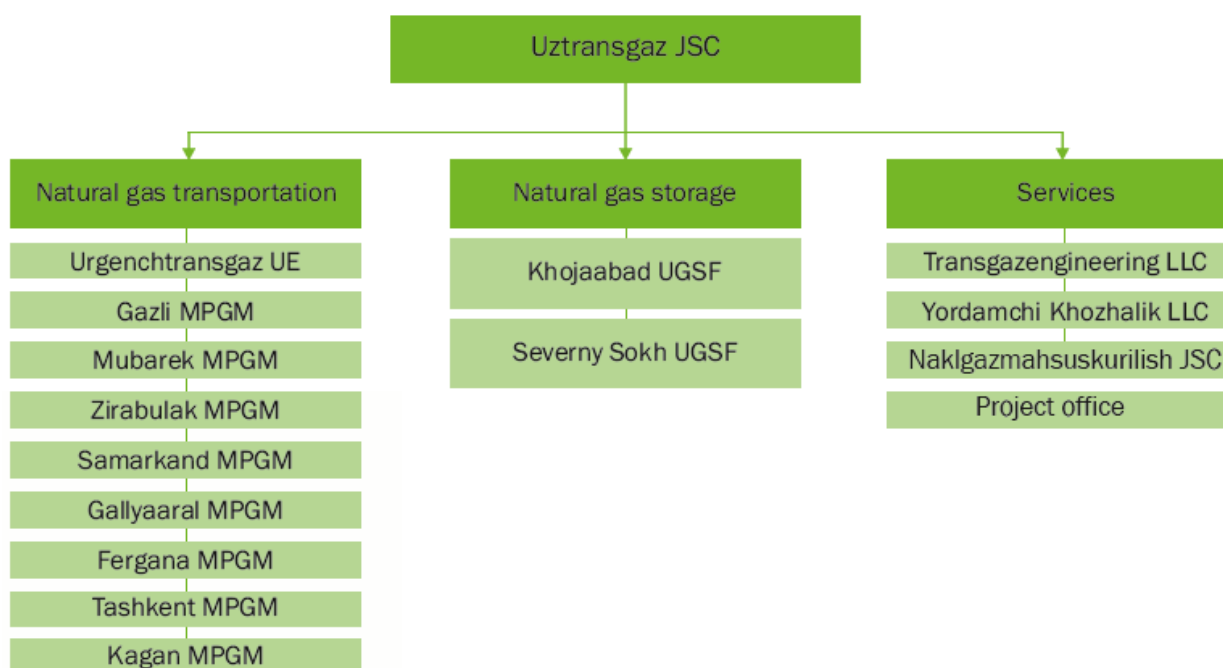 Uztransgaz JSC
Natural gas transportation
Urgenchtransgaz UE
Gazli MPGM
Mubarek MPGM
Zirabulak MPGM
Samarkand MPGM
Gallyaaral MPGM
Fergana MPGM
Tashkent MPGM
Kagan MPGM
Natural gas storage
Khojaabad UGSF
Severny Sokh UGSF
Services
Transgazengineering LLC
Yordamchi Khozhalik LLC
Naklgazmahsuskurilish JSC
Project office